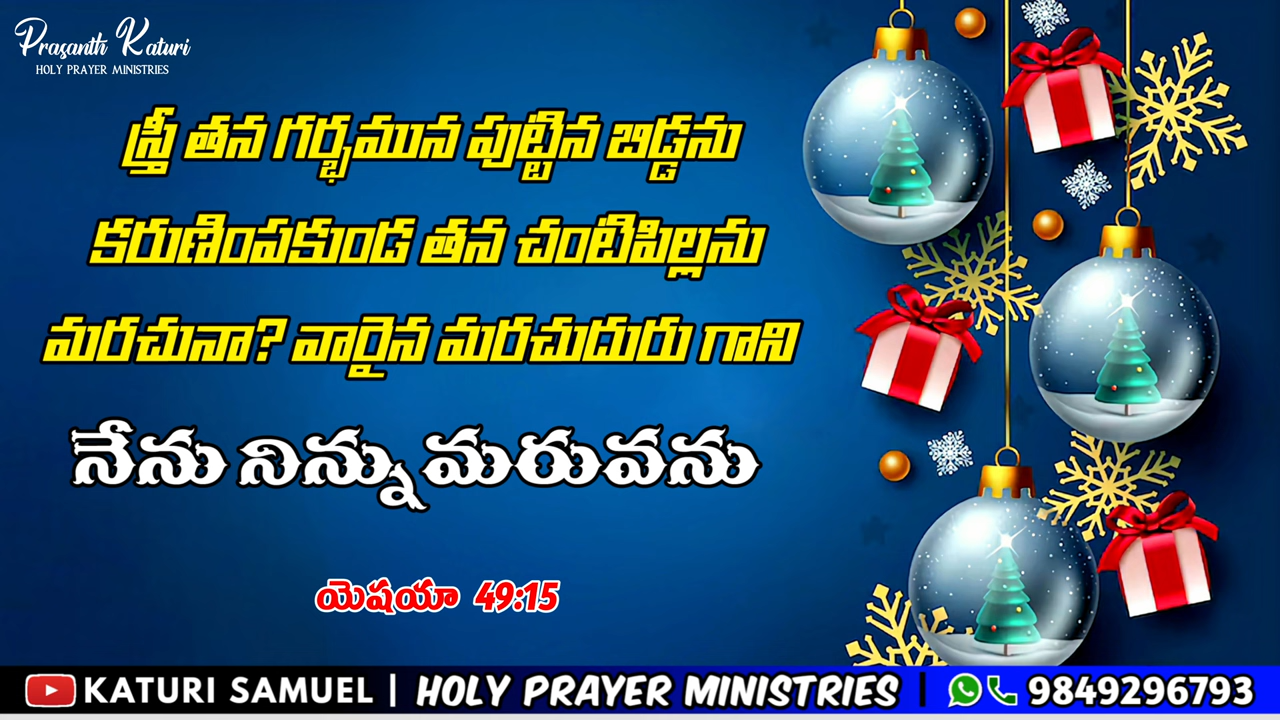 Prasanth Katuri
HOLY PRAYER MINISTRIES
స్త్రీ తన గర్భమున పుట్టిన బిడ్డను
కరుణింపకుండ తన చంటిపిల్లను
మరచునా? వారైన మరచుదురు గాని
నేను నిన్ను మరువను
యెషయా 49:15
KATURI SAMUEL | HOLY PRAYER MINISTRIES | 9849296793